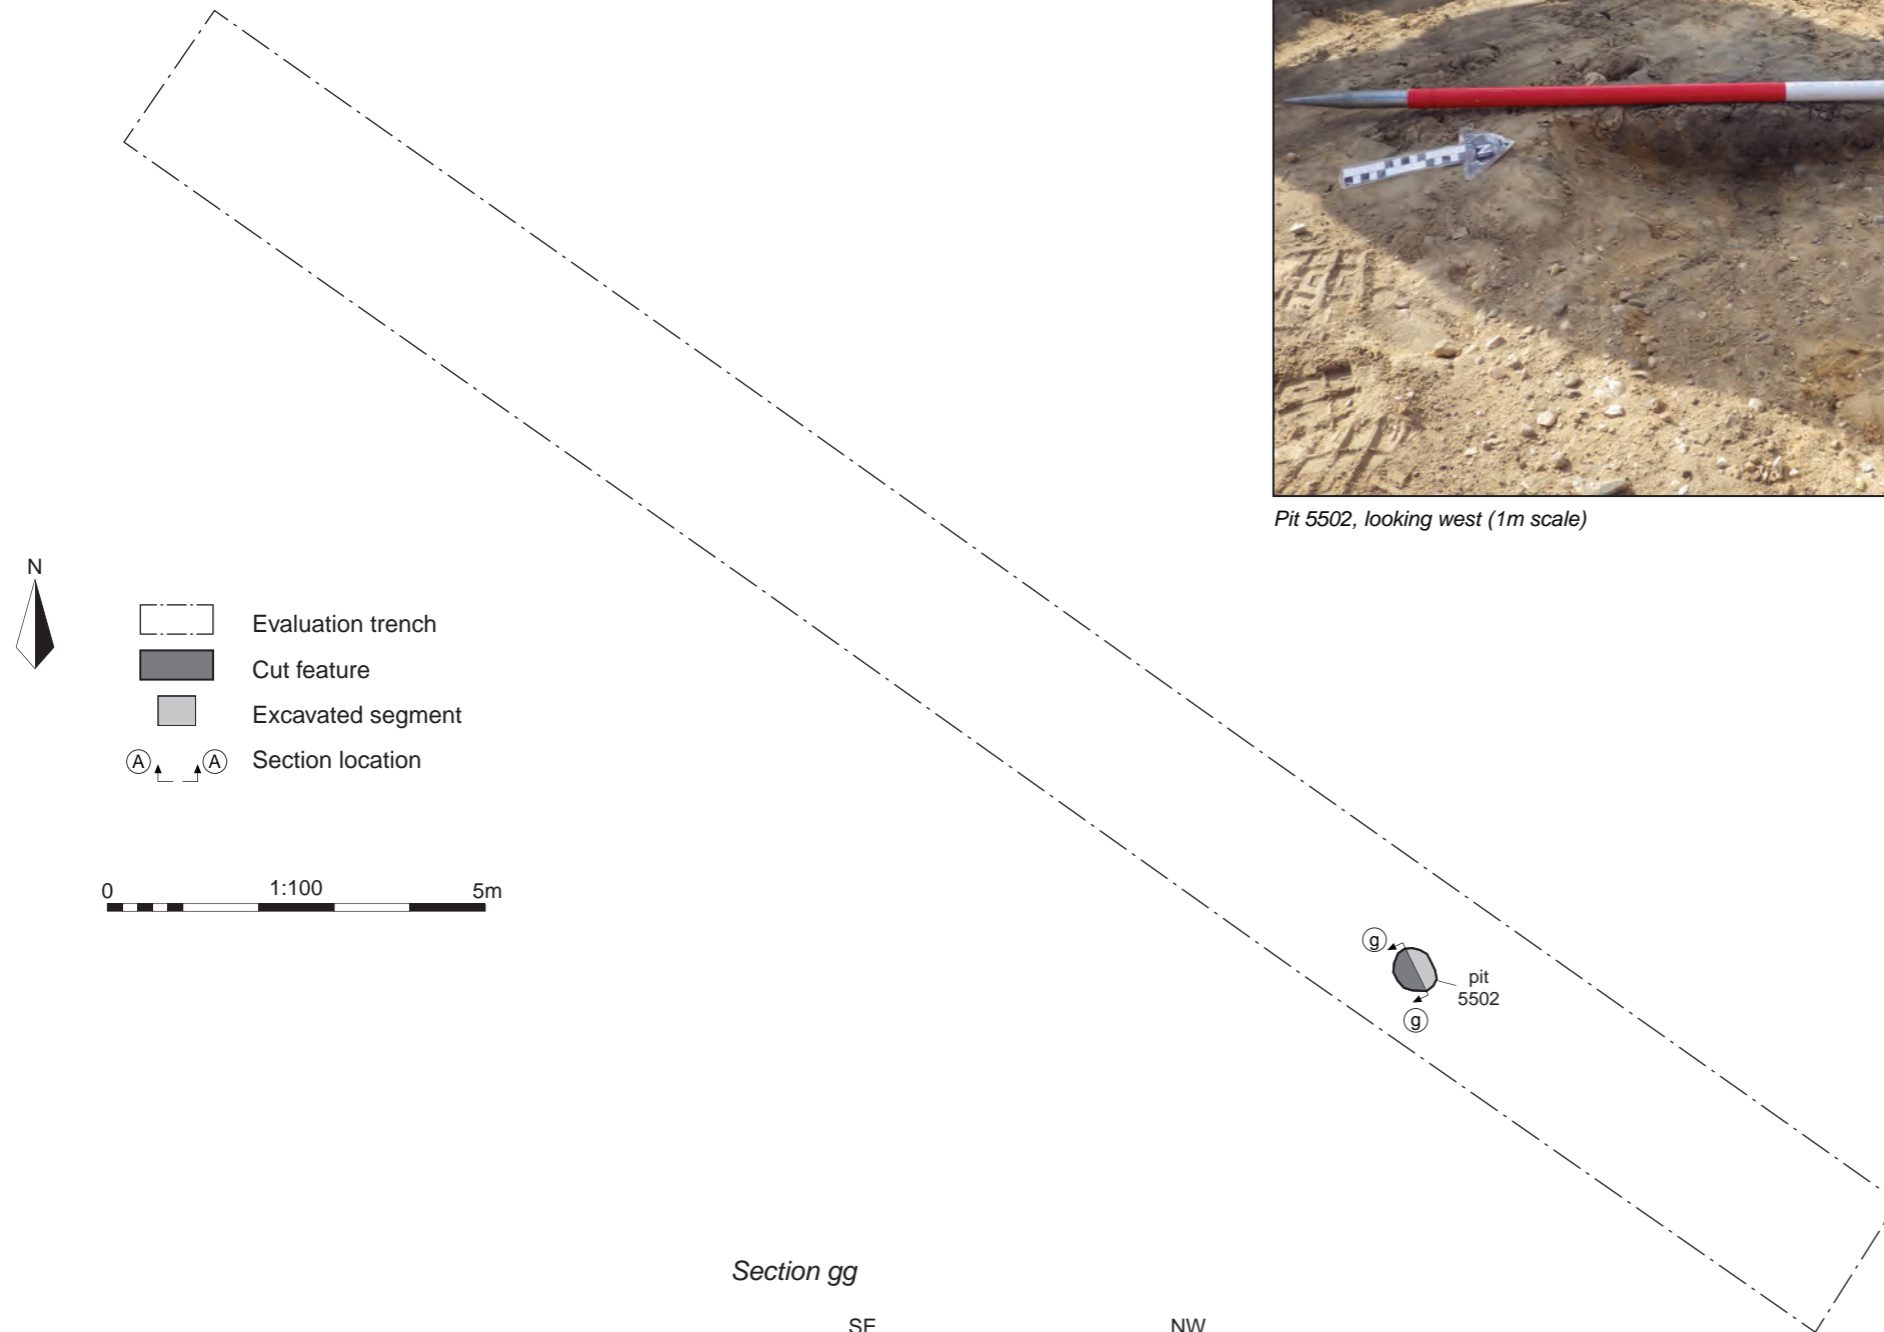 Pit 5502, looking west (1m scale)
N
N
Evaluation trench
Cut feature
Excavated segment
A A Section location
0 1:100 5m
g
pit
5502
g
Section gg
SE NW